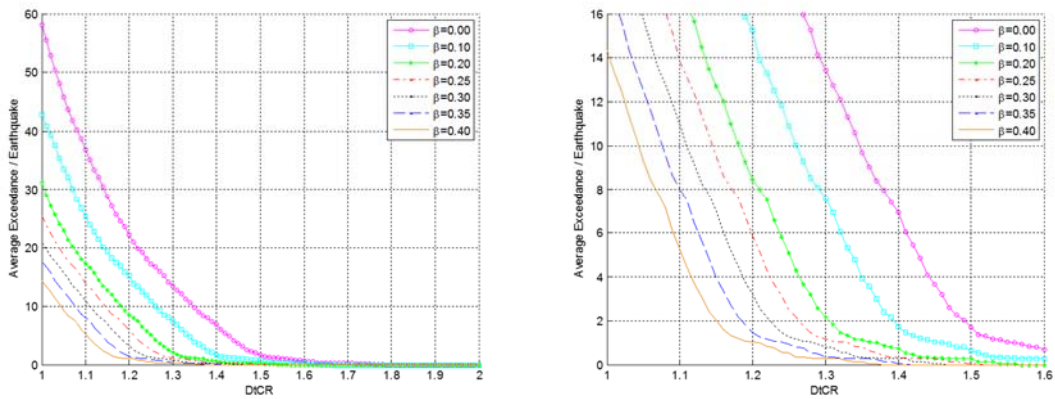 60
50
40
30
20
10
0
Average Exceedance / Earthquake
1 1.1 1.2 1.3 1.4 1.5 1.6 1.7 1.8 1.9 2
DtCR
β=0.00
β=0.10
β=0.20
β=0.25
β=0.30
β=0.35
β=0.40
16
14
12
10
8
6
4
2
0
Average Exceedance / Earthquake
1 1.1 1.2 1.3 1.4 1.5 1.6
DtCR
β=0.00
β=0.10
β=0.20
β=0.25
β=0.30
β=0.35
β=0.40